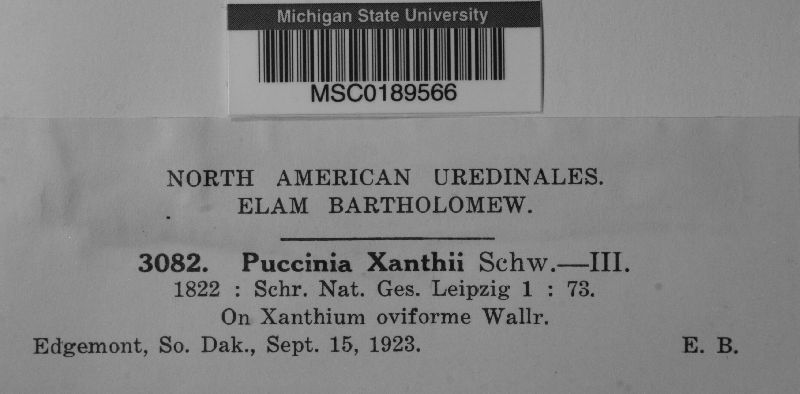 Michigan State University
MSC0189566
NORTH AMERICAN UREDINALES.
ELAM BARTHOLOMEW.
3082. Puccinia Xanthii Schw.—III.
1822 : Schr. Nat. Ges. Leipzig 1 : 73.
On Xanthium oviforme Wallr.
Edgemont, So. Dak., Sept. 15, 1923. E. B.